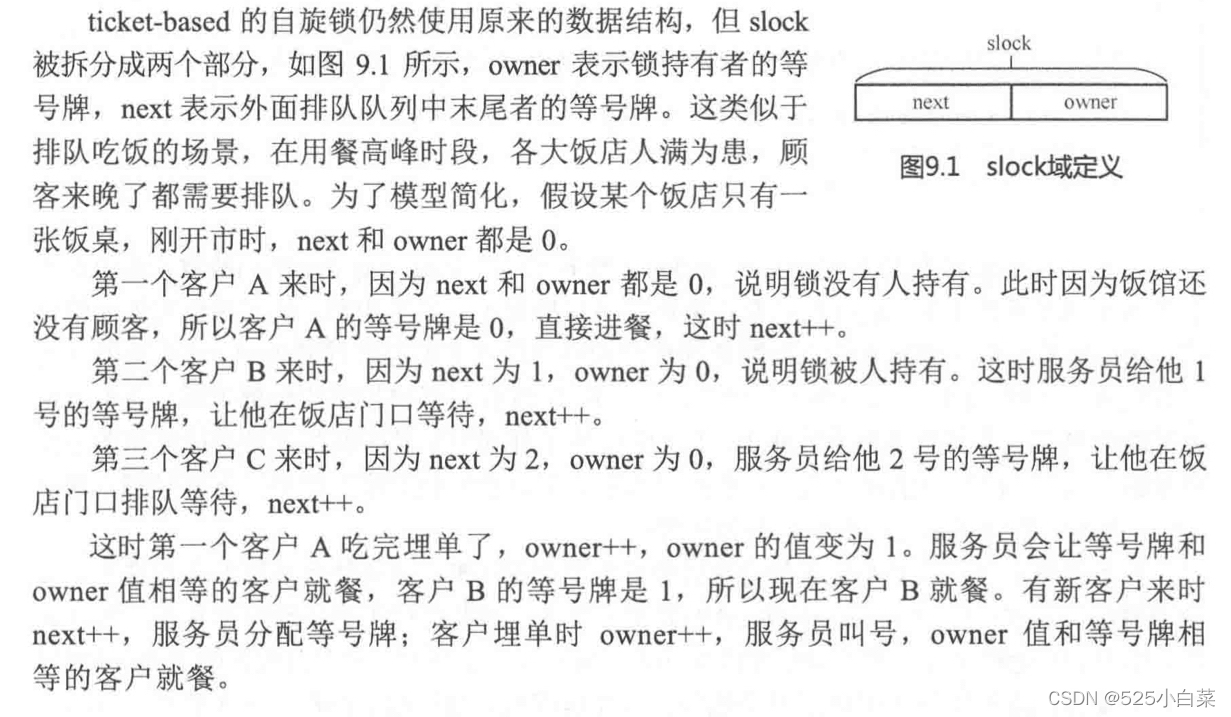 ticket-based 的自旋锁仍然使用原来的数据结构，但 slock
被拆分成两个部分，如图 9.1 所示，owner 表示锁持有者的等
号牌，next 表示外面排队队列中末尾者的等号牌。这类似于
排队吃饭的场景，在用餐高峰时段，各大饭店人满为患，顾
客来晚了都需要排队。为了模型简化，假设某个饭店只有一
张饭桌，刚开市时，next 和 owner 都是 0。
slock
next owner
图9.1 slock域定义
第一个客户 A 来时，因为 next 和 owner 都是 0，说明锁没有人持有。此时因为饭馆还
没有顾客，所以客户 A 的等号牌是 0，直接进餐，这时 next++。
第二个客户 B 来时，因为 next 为 1，owner 为 0，说明锁被人持有。这时服务员给他 1
号的等号牌，让他在饭店门口等待，next++。
第三个客户 C 来时，因为 next 为 2，owner 为 0，服务员给他 2 号的等号牌，让他在饭
店门口排队等待，next++。
这时第一个客户 A 吃完埋单了，owner++，owner 的值变为 1。服务员会让等号牌和
owner 值相等的客户就餐，客户 B 的等号牌是 1，所以现在客户 B 就餐。有新客户来时
next++，服务员分配等号牌；客户埋单时 owner++，服务员叫号，owner 值和等号牌相
等的客户就餐。
CSDN @525小白菜